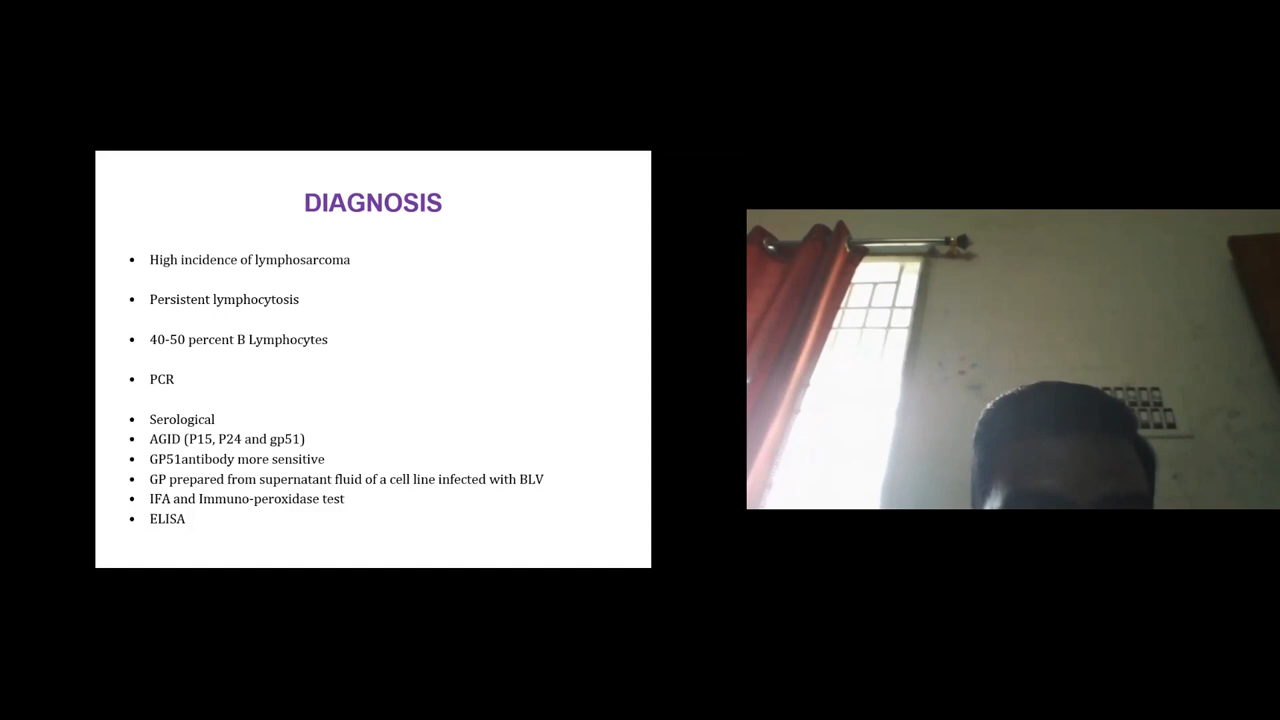 DIAGNOSIS
High incidence of lymphosarcoma
Persistent lymphocytosis
40-50 percent B Lymphocytes
PCR
Serological
AGID (P15, P24 and gp51)
GP51antibody more sensitive
GP prepared from supernatant fluid of a cell line infected with BLV
IFA and Immuno-peroxidase test
ELISA